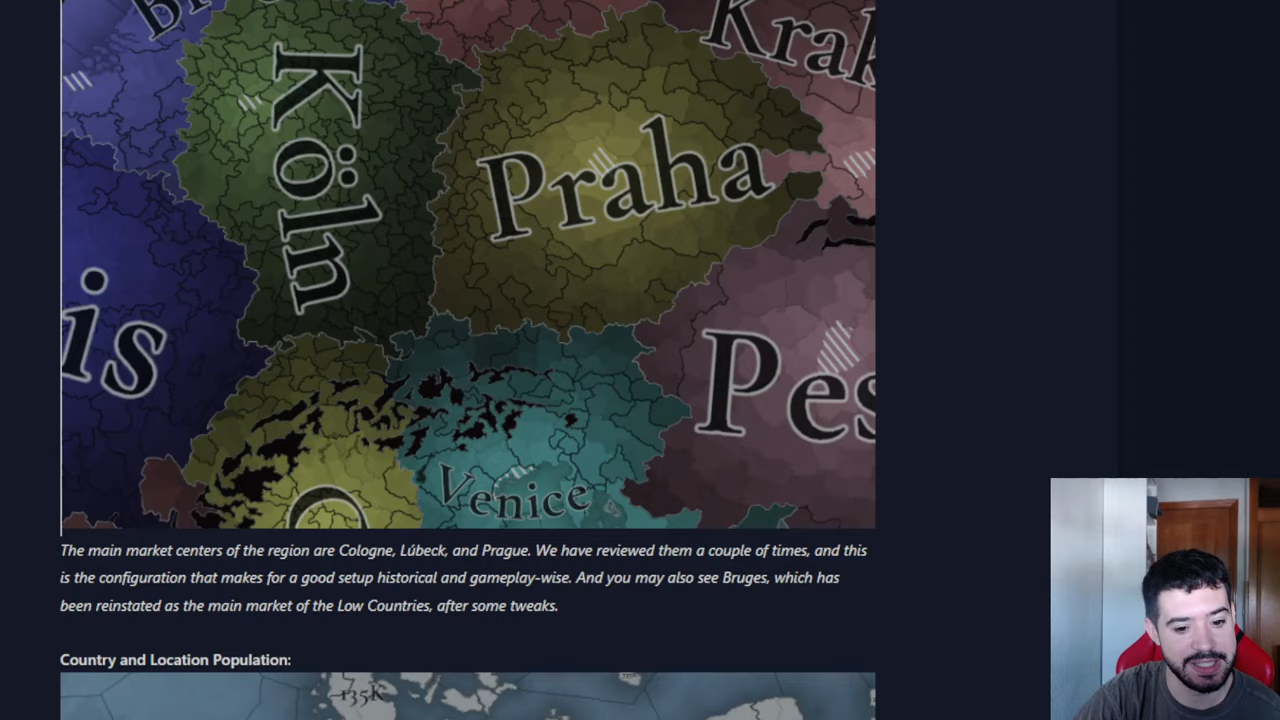 Köln
Praha
is
Venice
The main market centers of the region are Cologne, Lúbeck, and Prague. We have reviewed them a couple of times, and this
is the configuration that makes for a good setup historical and gameplay-wise. And you may also see Bruges, which has
been reinstated as the main market of the Low Countries, after some tweaks.
Country and Location Population:
135K